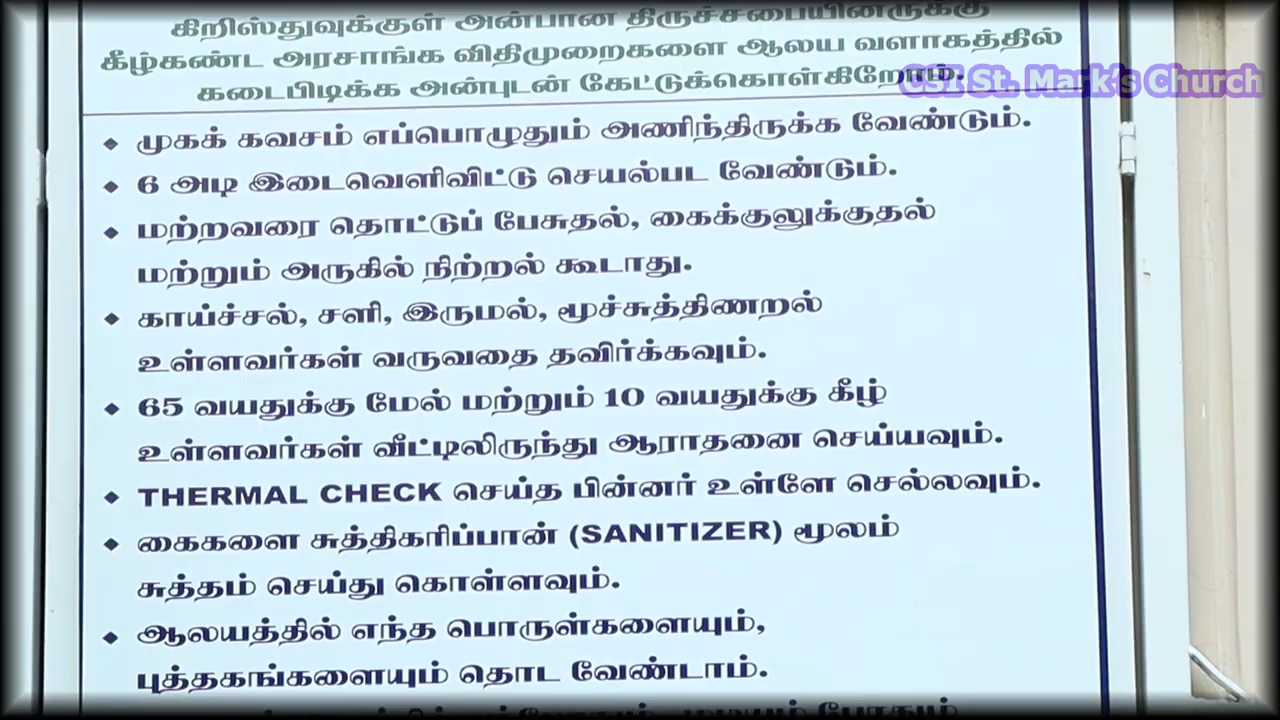 கிறிஸ்துவுக்குள் அன்பான திருச்சபையினருக்கு
கீழ்கண்ட அரசாங்க விதிமுறைகளை ஆலய வளாகத்தில்
கடைபிடிக்க அன்புடன் கேட்டுக்கொள்கிறோம்.
CSI St. Mark's Church
முகக் கவசம் எப்பொழுதும் அணிந்திருக்க வேண்டும்.
6 அடி இடைவெளிவிட்டு செயல்பட வேண்டும்.
மற்றவரை தொட்டுப் பேசுதல், கைக்குலுக்குதல்
மற்றும் அருகில் நிற்றல் கூடாது.
காய்ச்சல், சளி, இருமல், மூச்சுத்திணறல்
உள்ளவர்கள் வருவதை தவிர்க்கவும்.
65 வயதுக்கு மேல் மற்றும் 10 வயதுக்கு கீழ்
உள்ளவர்கள் வீட்டிலிருந்து ஆராதனை செய்யவும்.
THERMAL CHECK செய்த பின்னர் உள்ளே செல்லவும்.
கைகளை சுத்திகரிப்பான் (SANITIZER) மூலம்
சுத்தம் செய்து கொள்ளவும்.
ஆலயத்தில் எந்த பொருள்களையும்,
புத்தகங்களையும் தொட வேண்டாம்.